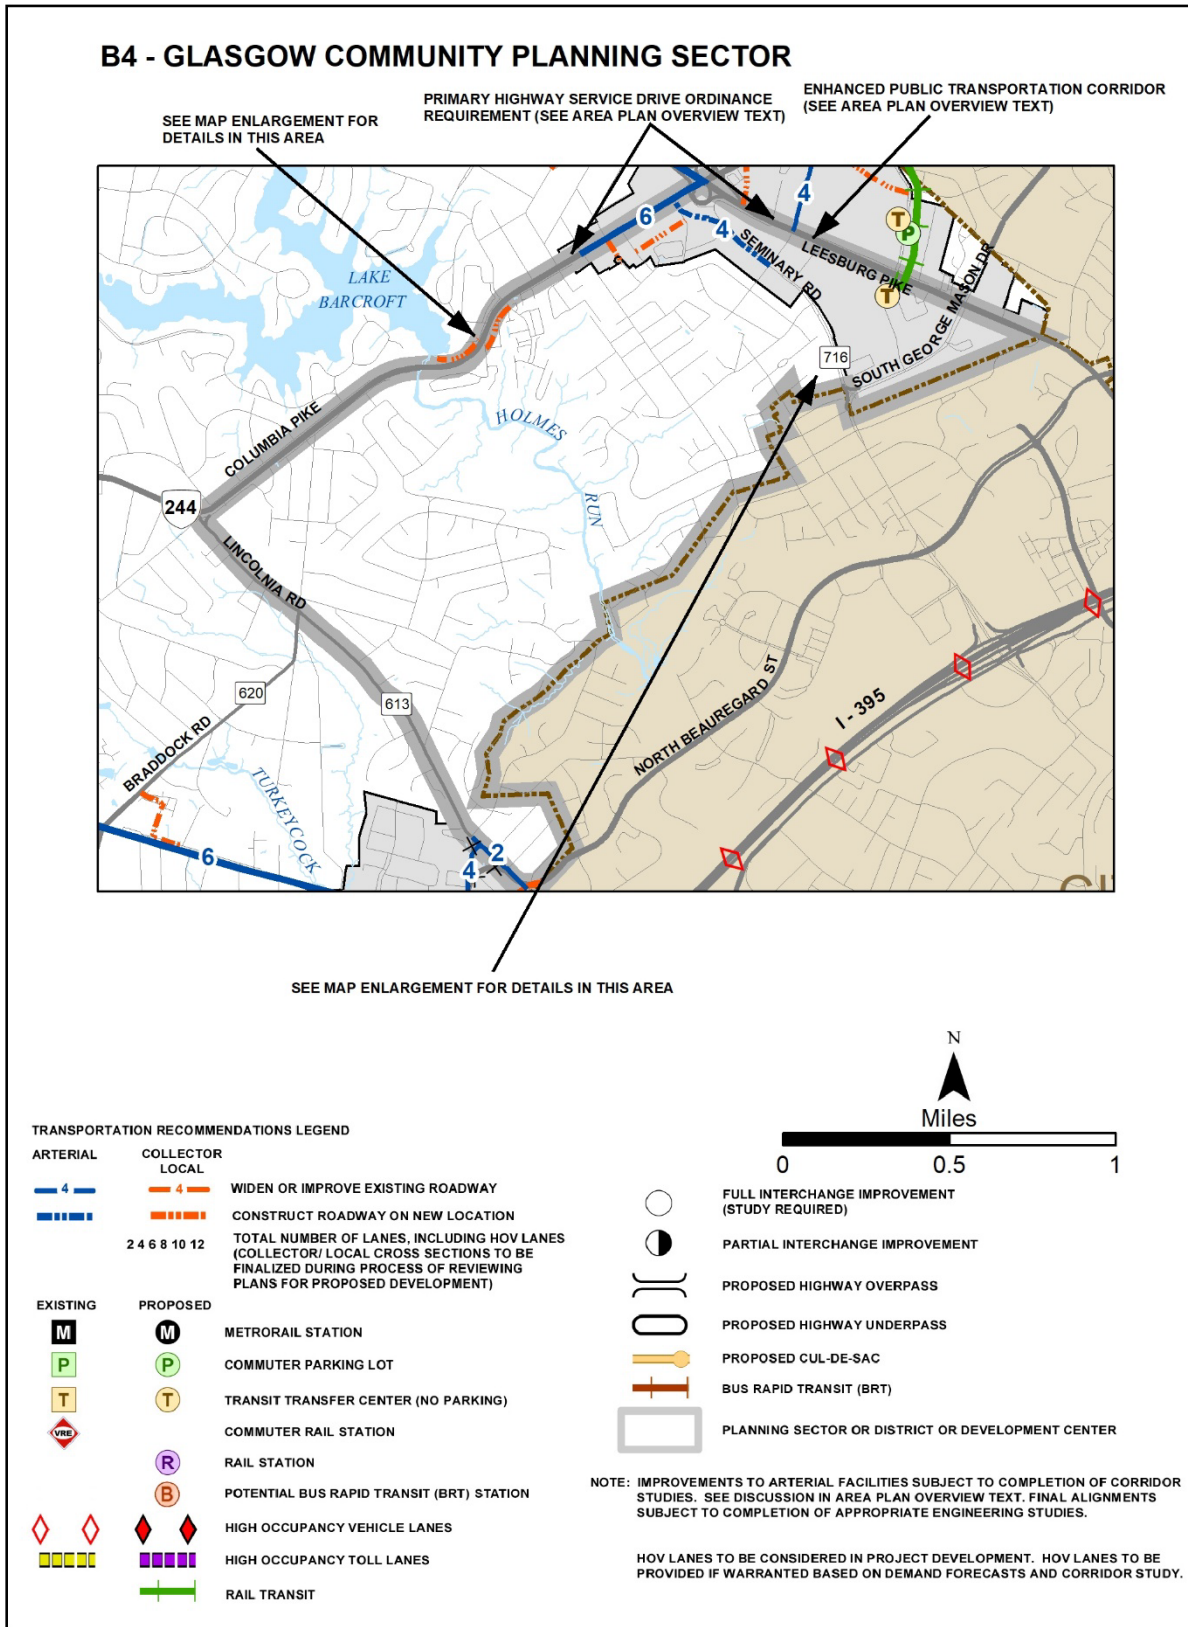 B4 - GLASGOW COMMUNITY PLANNING SECTOR
SEE MAP ENLARGEMENT FOR
DETAILS IN THIS AREA
PRIMARY HIGHWAY SERVICE DRIVE ORDINANCE
REQUIREMENT (SEE AREA PLAN OVERVIEW TEXT)
ENHANCED PUBLIC TRANSPORTATION CORRIDOR
(SEE AREA PLAN OVERVIEW TEXT)
6
4
4
T
P
T
SEMINARY RD
LEESBURG PIKE
SOUTH GEORGE MASON DR
716
LAKE
BARCROFT
COLUMBIA PIKE
HOLMES
RUN
244
LINCOLNIA RD
620
613
BRADDOCK RD
TURKEYCOCK
NORTH BEAUREGARD ST
I - 395
6
4
2
CI
SEE MAP ENLARGEMENT FOR DETAILS IN THIS AREA
N
Miles
0 0.5 1
TRANSPORTATION RECOMMENDATIONS LEGEND
ARTERIAL COLLECTOR
LOCAL
4 4 WIDEN OR IMPROVE EXISTING ROADWAY
CONSTRUCT ROADWAY ON NEW LOCATION
2 4 6 8 10 12 TOTAL NUMBER OF LANES, INCLUDING HOV LANES
(COLLECTOR/ LOCAL CROSS SECTIONS TO BE
FINALIZED DURING PROCESS OF REVIEWING
PLANS FOR PROPOSED DEVELOPMENT)
EXISTING PROPOSED
M M METRORAIL STATION
P P COMMUTER PARKING LOT
T T TRANSIT TRANSFER CENTER (NO PARKING)
VRE COMMUTER RAIL STATION
R RAIL STATION
B POTENTIAL BUS RAPID TRANSIT (BRT) STATION
HIGH OCCUPANCY VEHICLE LANES
HIGH OCCUPANCY TOLL LANES
RAIL TRANSIT
FULL INTERCHANGE IMPROVEMENT
(STUDY REQUIRED)
PARTIAL INTERCHANGE IMPROVEMENT
PROPOSED HIGHWAY OVERPASS
PROPOSED HIGHWAY UNDERPASS
PROPOSED CUL-DE-SAC
BUS RAPID TRANSIT (BRT)
PLANNING SECTOR OR DISTRICT OR DEVELOPMENT CENTER
NOTE: IMPROVEMENTS TO ARTERIAL FACILITIES SUBJECT TO COMPLETION OF CORRIDOR
STUDIES. SEE DISCUSSION IN AREA PLAN OVERVIEW TEXT. FINAL ALIGNMENTS
SUBJECT TO COMPLETION OF APPROPRIATE ENGINEERING STUDIES.
HOV LANES TO BE CONSIDERED IN PROJECT DEVELOPMENT. HOV LANES TO BE
PROVIDED IF WARRANTED BASED ON DEMAND FORECASTS AND CORRIDOR STUDY.